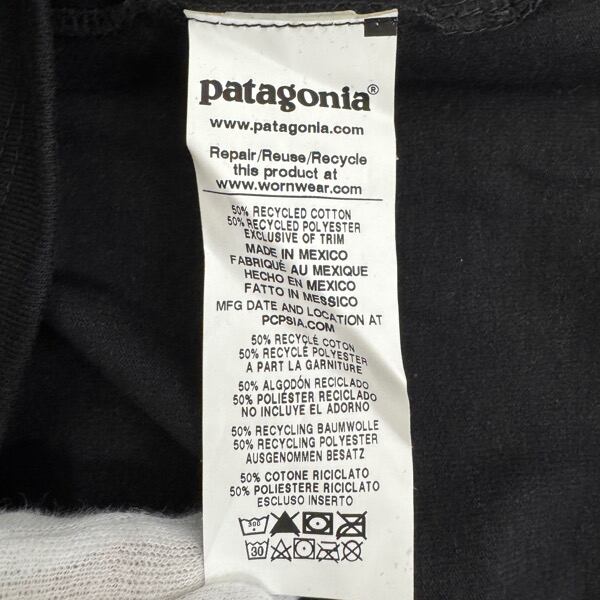 patagonia®
www.patagonia.com
Repair/Reuse/Recycle
this product at
www.wornwear.com
50% RECYCLED COTTON
50% RECYCLED POLYESTER
EXCLUSIVE OF TRIM
MADE IN MEXICO
FABRIQUÉ AU MEXIQUE
HECHO EN MÉXICO
FATTO IN MESSICO
MFG DATE AND LOCATION AT
PCPSIA.COM
50% RECYCLÉ COTON
50% RECYCLÉ POLYESTER
A PART LA GARNITURE
50% ALGODÓN RECICLADO
50% POLIÉSTER RECICLADO
NO INCLUYE EL ADORNO
50% RECYCLING BAUMWOLLE
50% RECYCLING POLYESTER
AUSGENOMMEN BESATZ
50% COTONE RICICLATO
50% POLIESTERE RICICLATO
ESCLUSO INSERTO
30